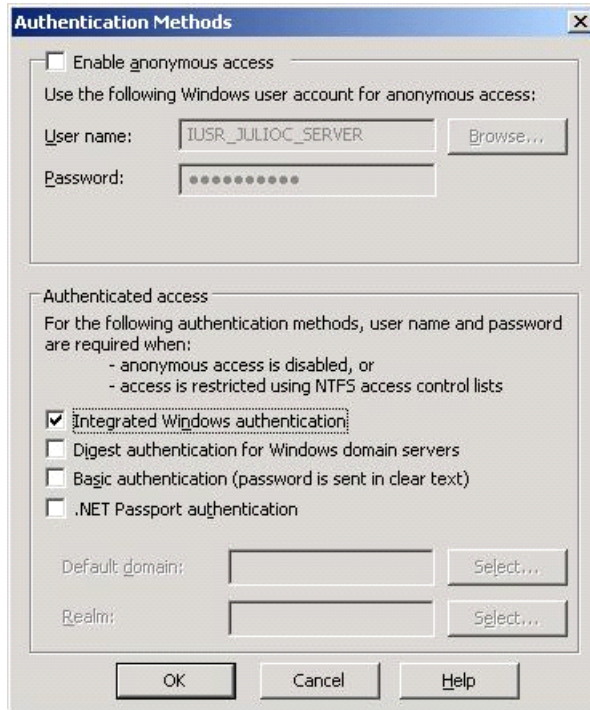 Authentication Methods
Enable anonymous access
Use the following Windows user account for anonymous access:
User name: IUSR_JULIOC_SERVER Browse...
Password: ●●●●●●●●●●
Authenticated access
For the following authentication methods, user name and password
are required when:
- anonymous access is disabled, or
- access is restricted using NTFS access control lists
Integrated Windows authentication
Digest authentication for Windows domain servers
Basic authentication (password is sent in clear text)
.NET Passport authentication
Default domain: Select...
Realm: Select...
OK Cancel Help